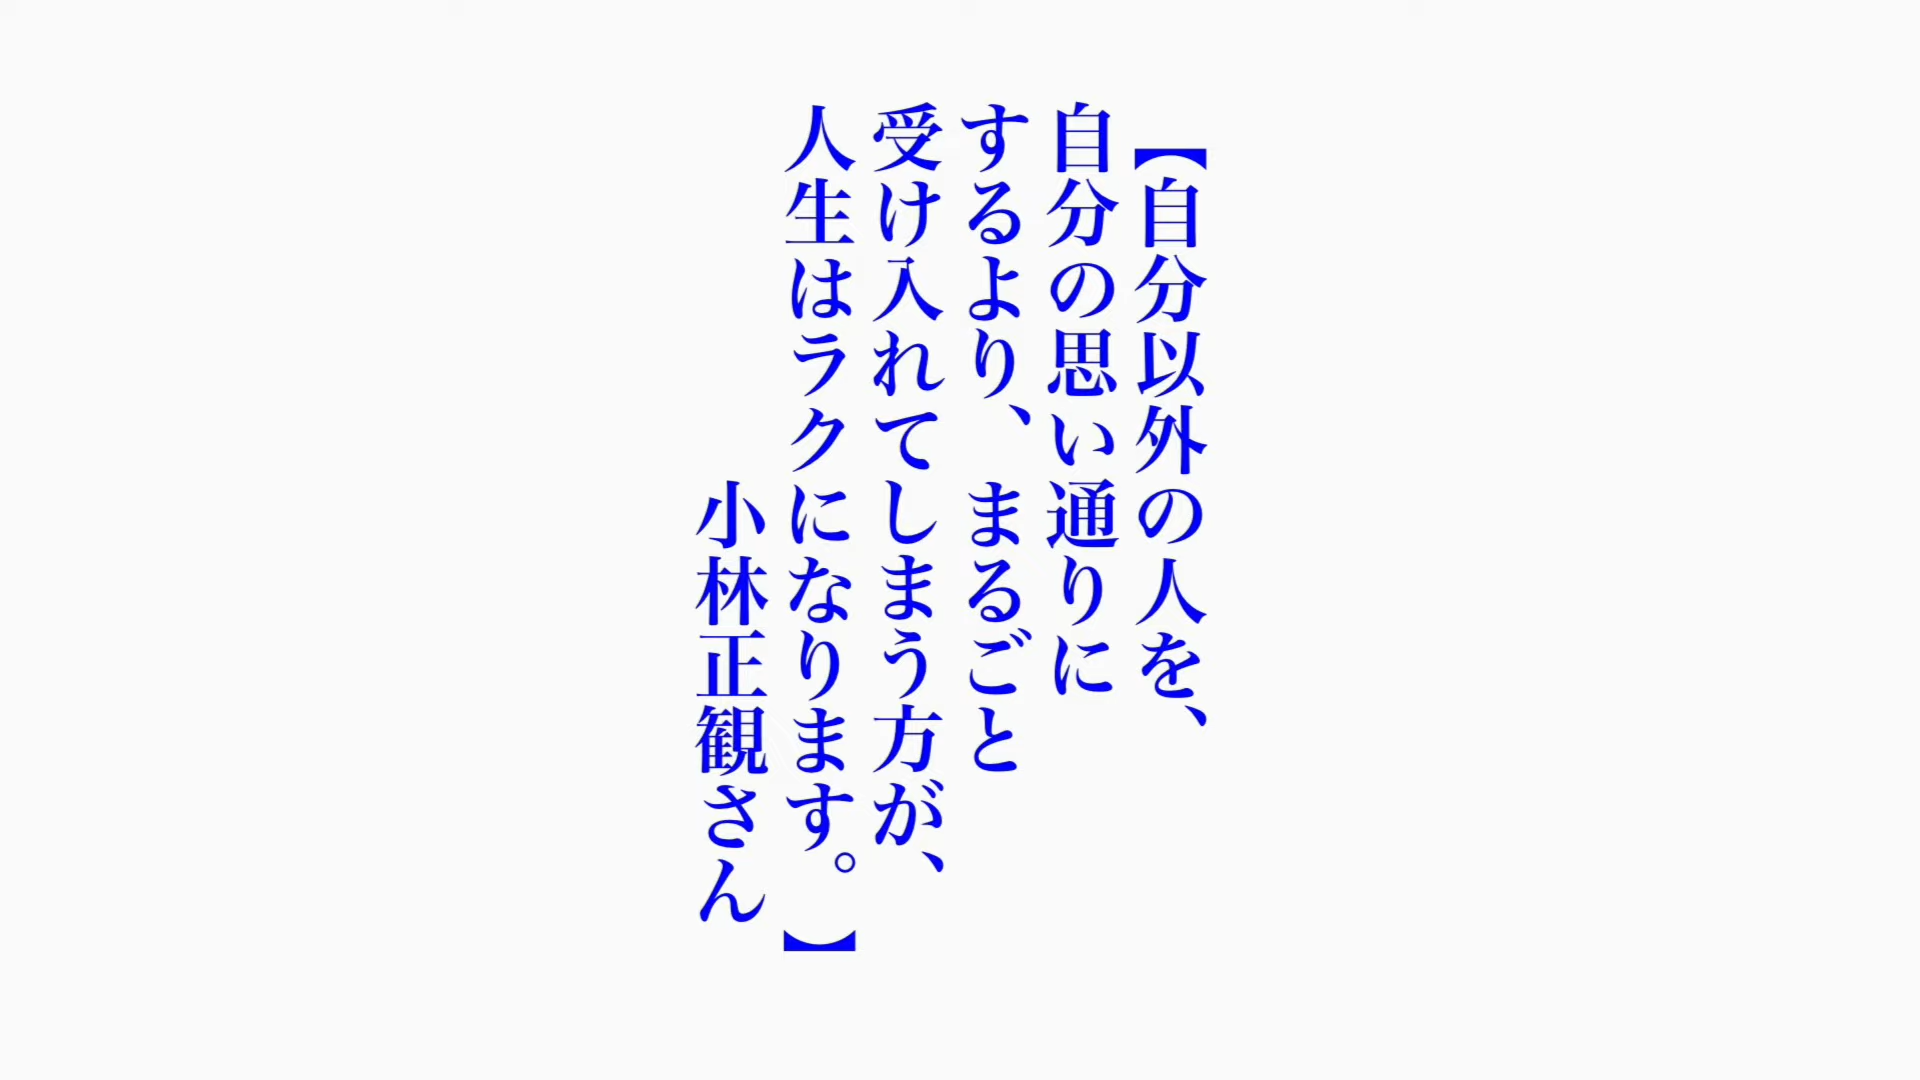 【自分以外の人を、
自分の思い通りに
するより、まるごと
受け入れてしまう方が、
人生はラクになります。】
小林正観さん